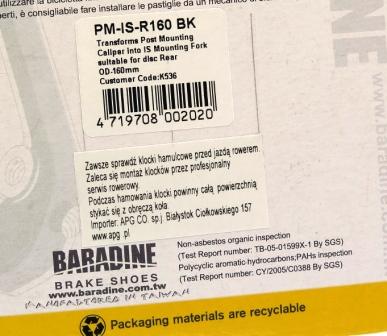 utilizzare la bicicletta
perti, è consigliabile fare installare le pastiglie da un meccanico
PM-IS-R160 BK
Transforms Post Mounting
Caliper into IS Mounting Fork
suitable for disc Rear
OD-160mm
Customer Code:K536
4 719708 002020
Zawsze sprawdź klocki hamulcowe przed jazdą rowerem.
Zaleca się montaż klocków przez profesjonalny
serwis rowerowy.
Podczas hamowania klocki powinny całą powierzchnią
stykać się z obręczą koła.
Importer: APG CO. sp.j. Białystok Ciołkowskiego 157
www.apg.pl
BARADINE
BRAKE SHOES
www.baradine.com.tw
MANUFACTORED IN TAIWAN
Non-asbestos organic inspection
(Test Report number: TB-05-01599X-1 By SGS)
Polycyclic aromatic-hydrocarbons;PAHs inspection
(Test Report number: CY/2005/C0388 By SGS)
Packaging materials are recyclable